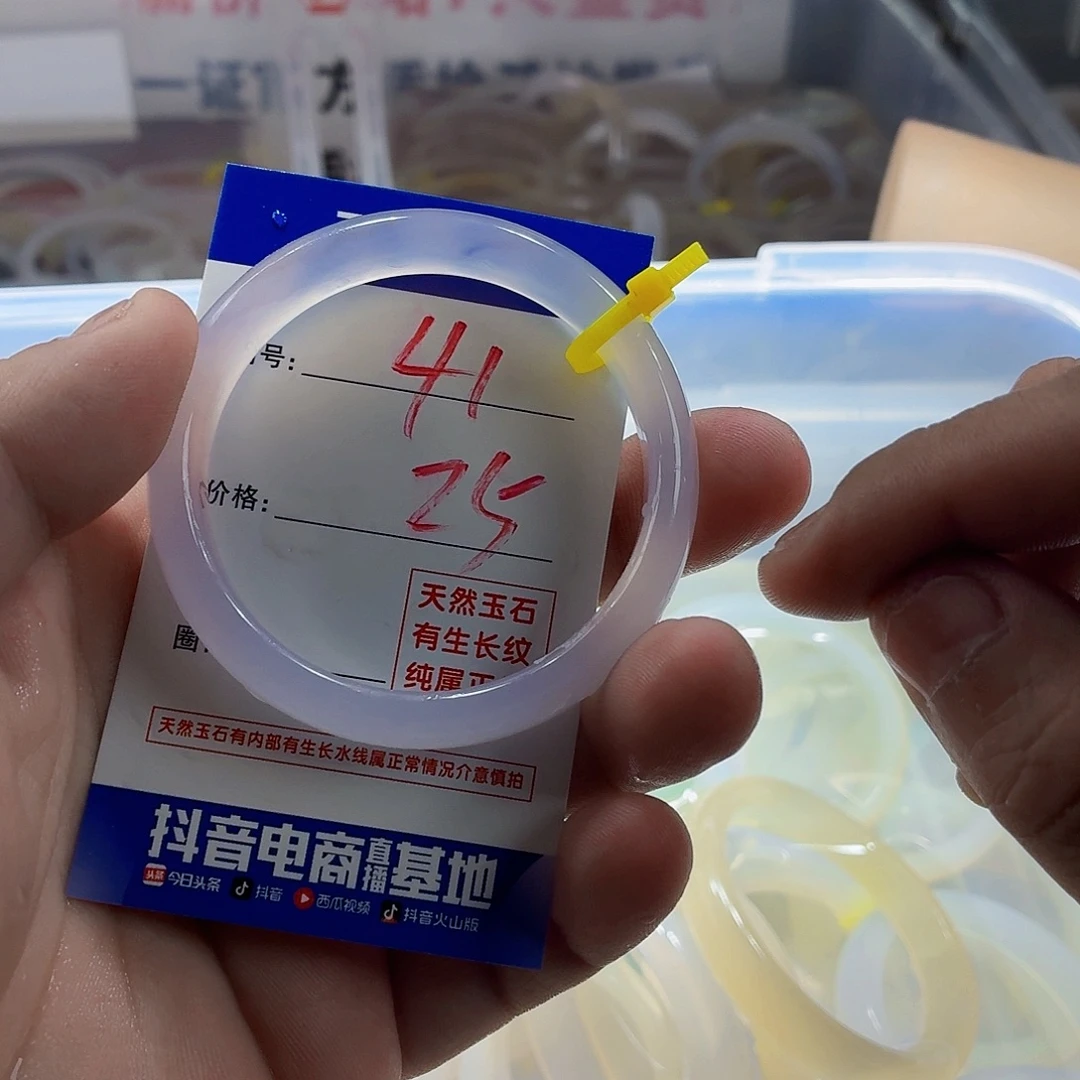 号:
41
价格:
25
天然玉石
有生长纹
纯属正
圈
天然玉石有内部有生长水线属正常情况介意慎拍
抖音电商直播基地
头条 今日头条 抖音 西瓜视频 抖音火山版